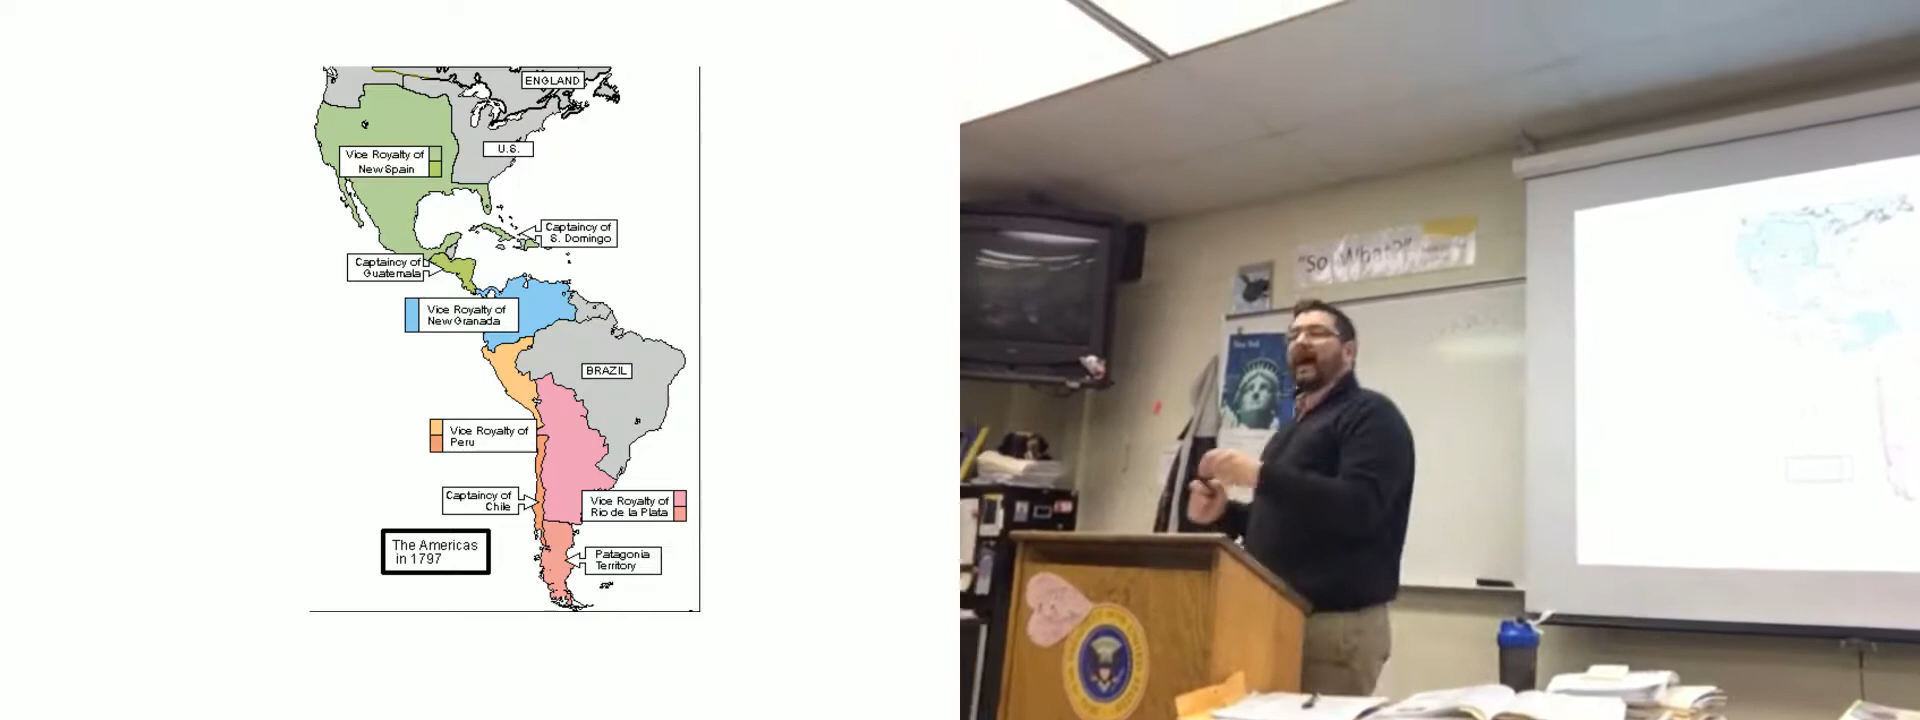 ENGLAND
U.S.
Vice Royalty of
New Spain
Captaincy of
S. Domingo
Captaincy of
Guatemala
Vice Royalty of
New Granada
BRAZIL
Vice Royalty of
Peru
Captaincy of
Chile
Vice Royalty of
Rio de la Plata
The Americas
in 1797
Patagonia
Territory
"So What?"
New York